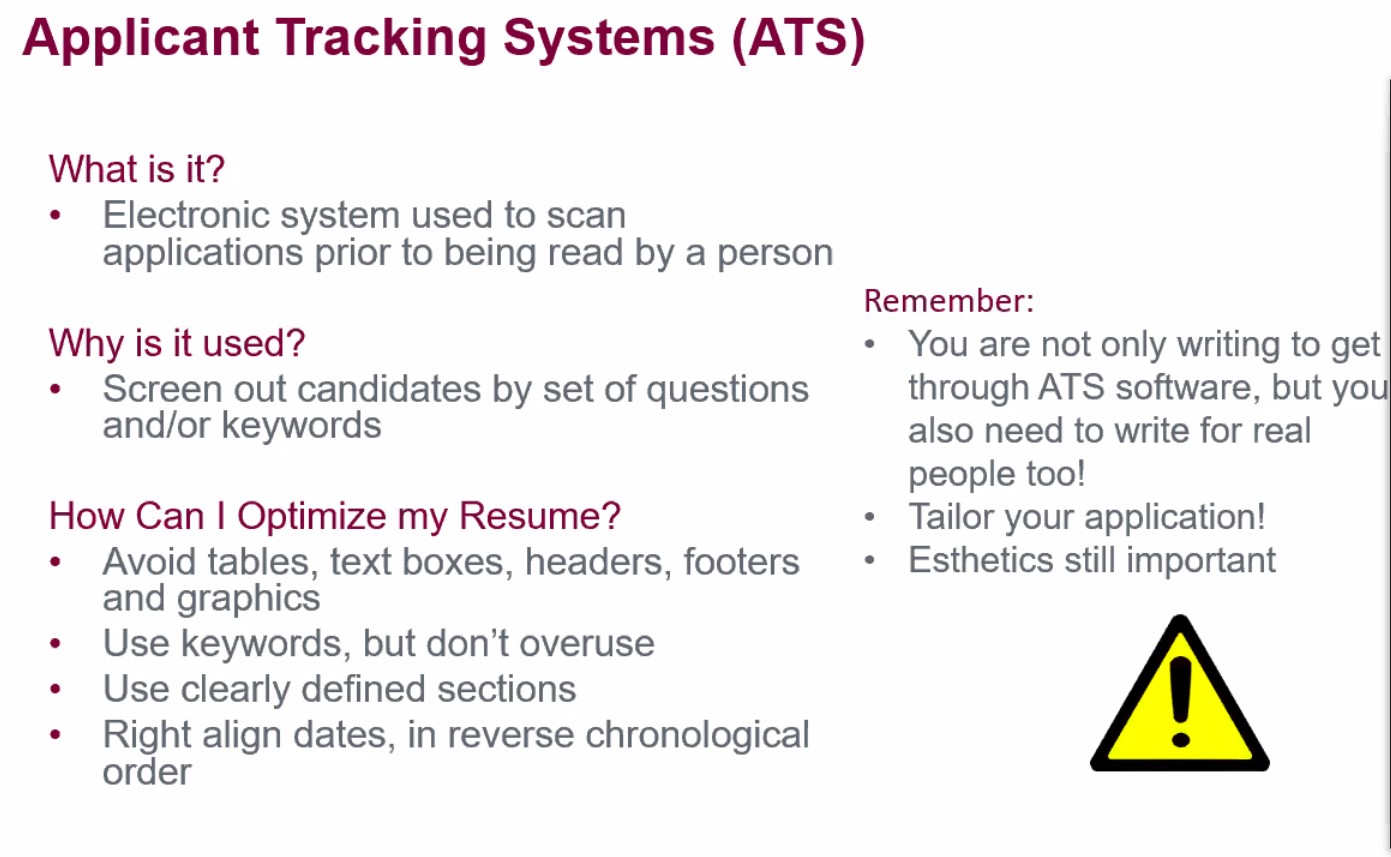 Applicant Tracking Systems (ATS)
What is it?
• Electronic system used to scan
applications prior to being read by a person
Why is it used?
• Screen out candidates by set of questions
and/or keywords
How Can I Optimize my Resume?
• Avoid tables, text boxes, headers, footers
and graphics
• Use keywords, but don’t overuse
• Use clearly defined sections
• Right align dates, in reverse chronological
order
Remember:
• You are not only writing to get
through ATS software, but you
also need to write for real
people too!
• Tailor your application!
• Esthetics still important